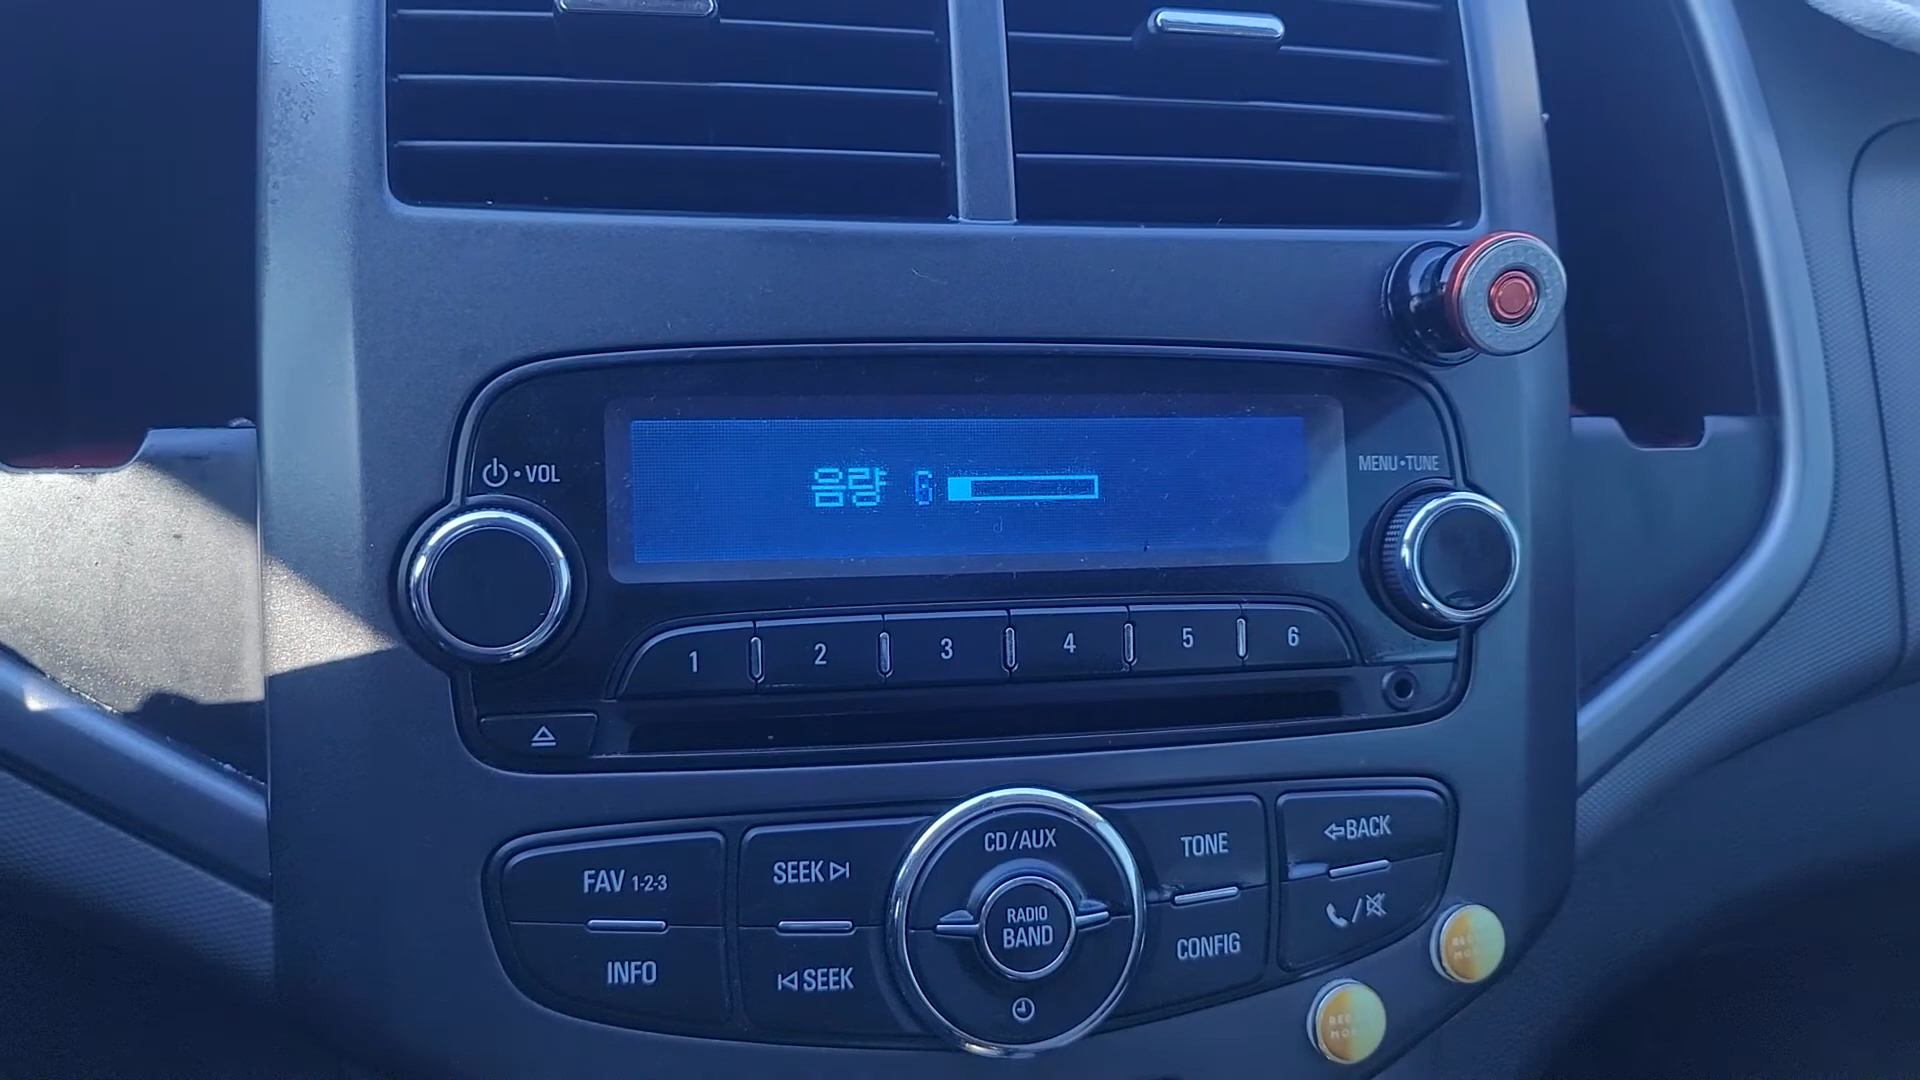 VOL
MENU•TUNE
음량
1 2 3 4 5 6
CD/AUX
TONE
BACK
FAV 1-2-3
SEEK
RADIO
BAND
INFO
SEEK
CONFIG